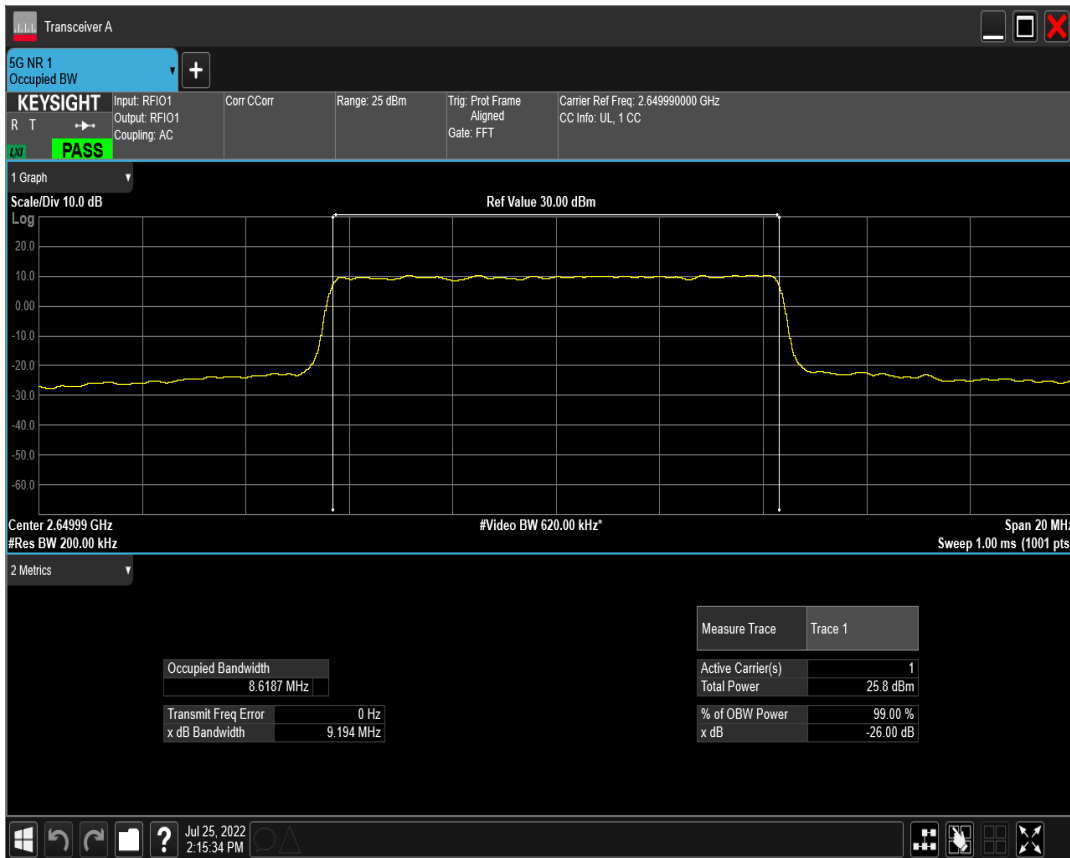 Transceiver A
5G NR 1
Occupied BW
+
KEYSIGHT
R T
LXI
PASS
Input: RFIO1
Output: RFIO1
Coupling: AC
Corr CCorr
Range: 25 dBm
Trig: Prot Frame
Aligned
Gate: FFT
Carrier Ref Freq: 2.649990000 GHz
CC Info: UL, 1 CC
1 Graph
Scale/Div 10.0 dB
Ref Value 30.00 dBm
Log
20.0
10.0
0.00
-10.0
-20.0
-30.0
-40.0
-50.0
-60.0
Center 2.64999 GHz
#Video BW 620.00 kHz*
Span 20 MHz
#Res BW 200.00 kHz
Sweep 1.00 ms (1001 pts
2 Metrics
Measure Trace Trace 1
Occupied Bandwidth
8.6187 MHz
Active Carrier(s) 1
Total Power 25.8 dBm
Transmit Freq Error 0 Hz
x dB Bandwidth 9.194 MHz
% of OBW Power 99.00 %
x dB -26.00 dB
?
Jul 25, 2022
2:15:34 PM